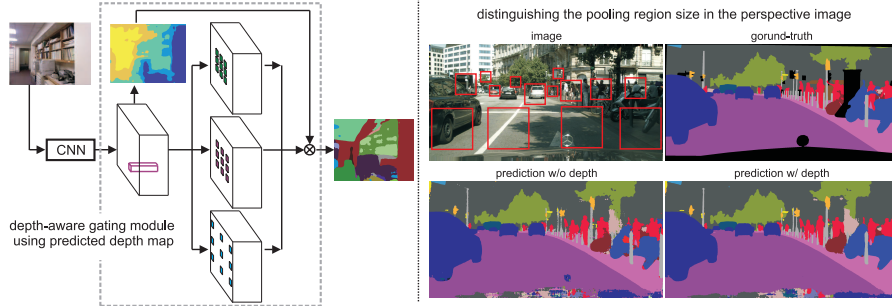 CNN
depth-aware gating module
using predicted depth map
distinguishing the pooling region size in the perspective image
image
gorund-truth
prediction w/o depth
prediction w/ depth